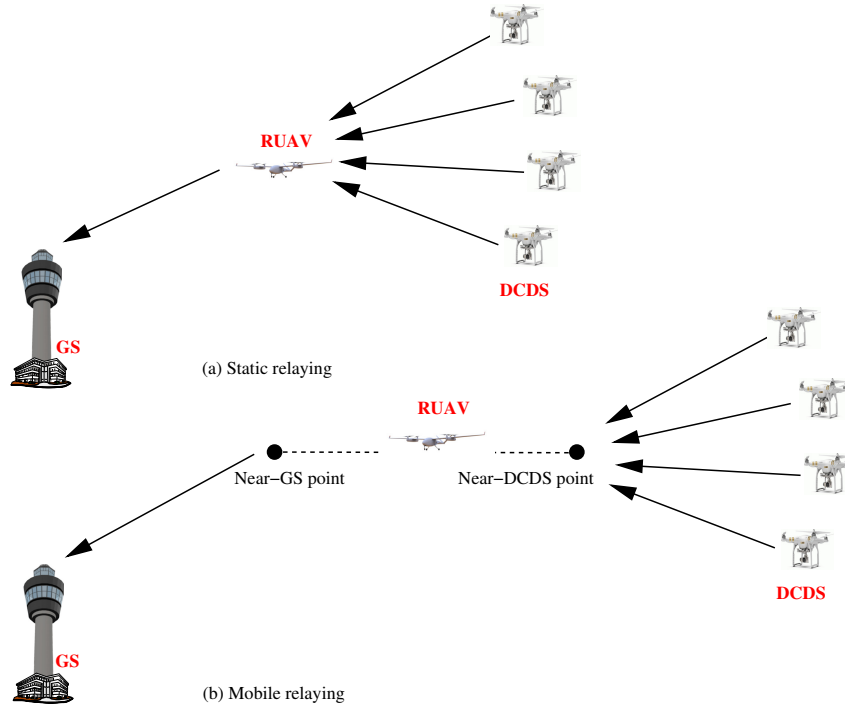 RUAV
DCDS
GS
(a) Static relaying
RUAV
Near−GS point
Near−DCDS point
DCDS
GS
(b) Mobile relaying